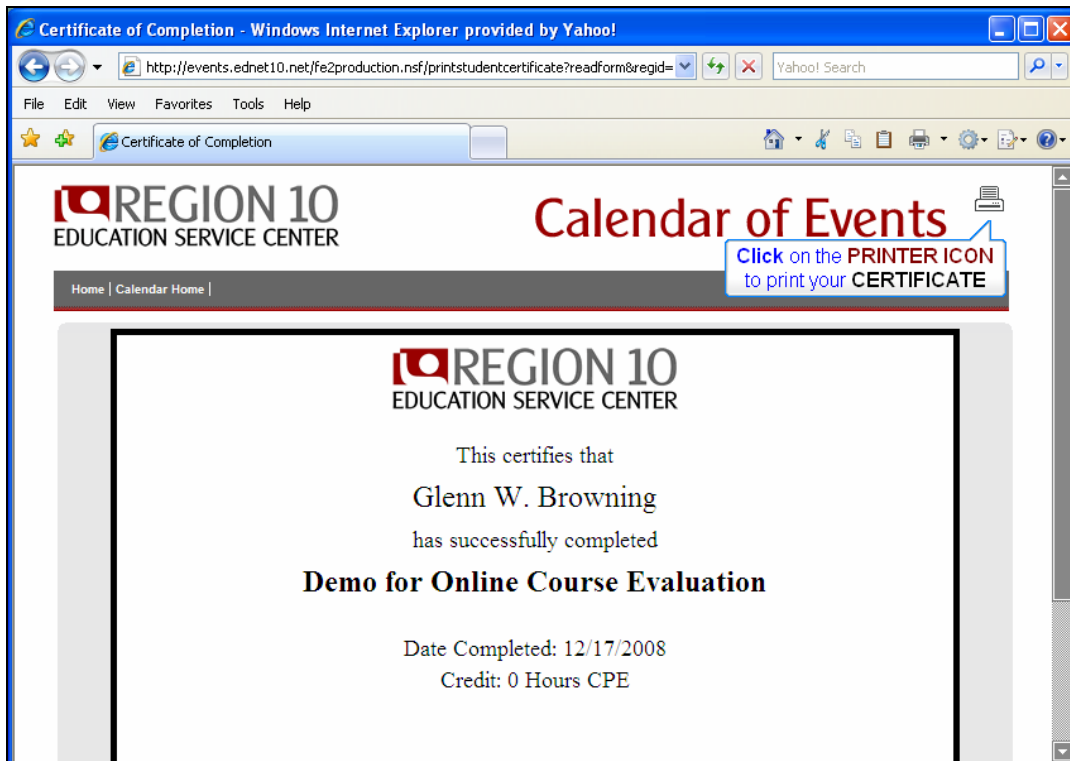 Certificate of Completion - Windows Internet Explorer provided by Yahoo!
http://events.ednet10.net/fe2production.nsf/printstudentcertificate?readform&regid=
Yahoo! Search
File Edit View Favorites Tools Help
Certificate of Completion
REGION 10
EDUCATION SERVICE CENTER
Calendar of Events
Click on the PRINTER ICON
to print your CERTIFICATE
Home | Calendar Home |
REGION 10
EDUCATION SERVICE CENTER
This certifies that
Glenn W. Browning
has successfully completed
Demo for Online Course Evaluation
Date Completed: 12/17/2008
Credit: 0 Hours CPE